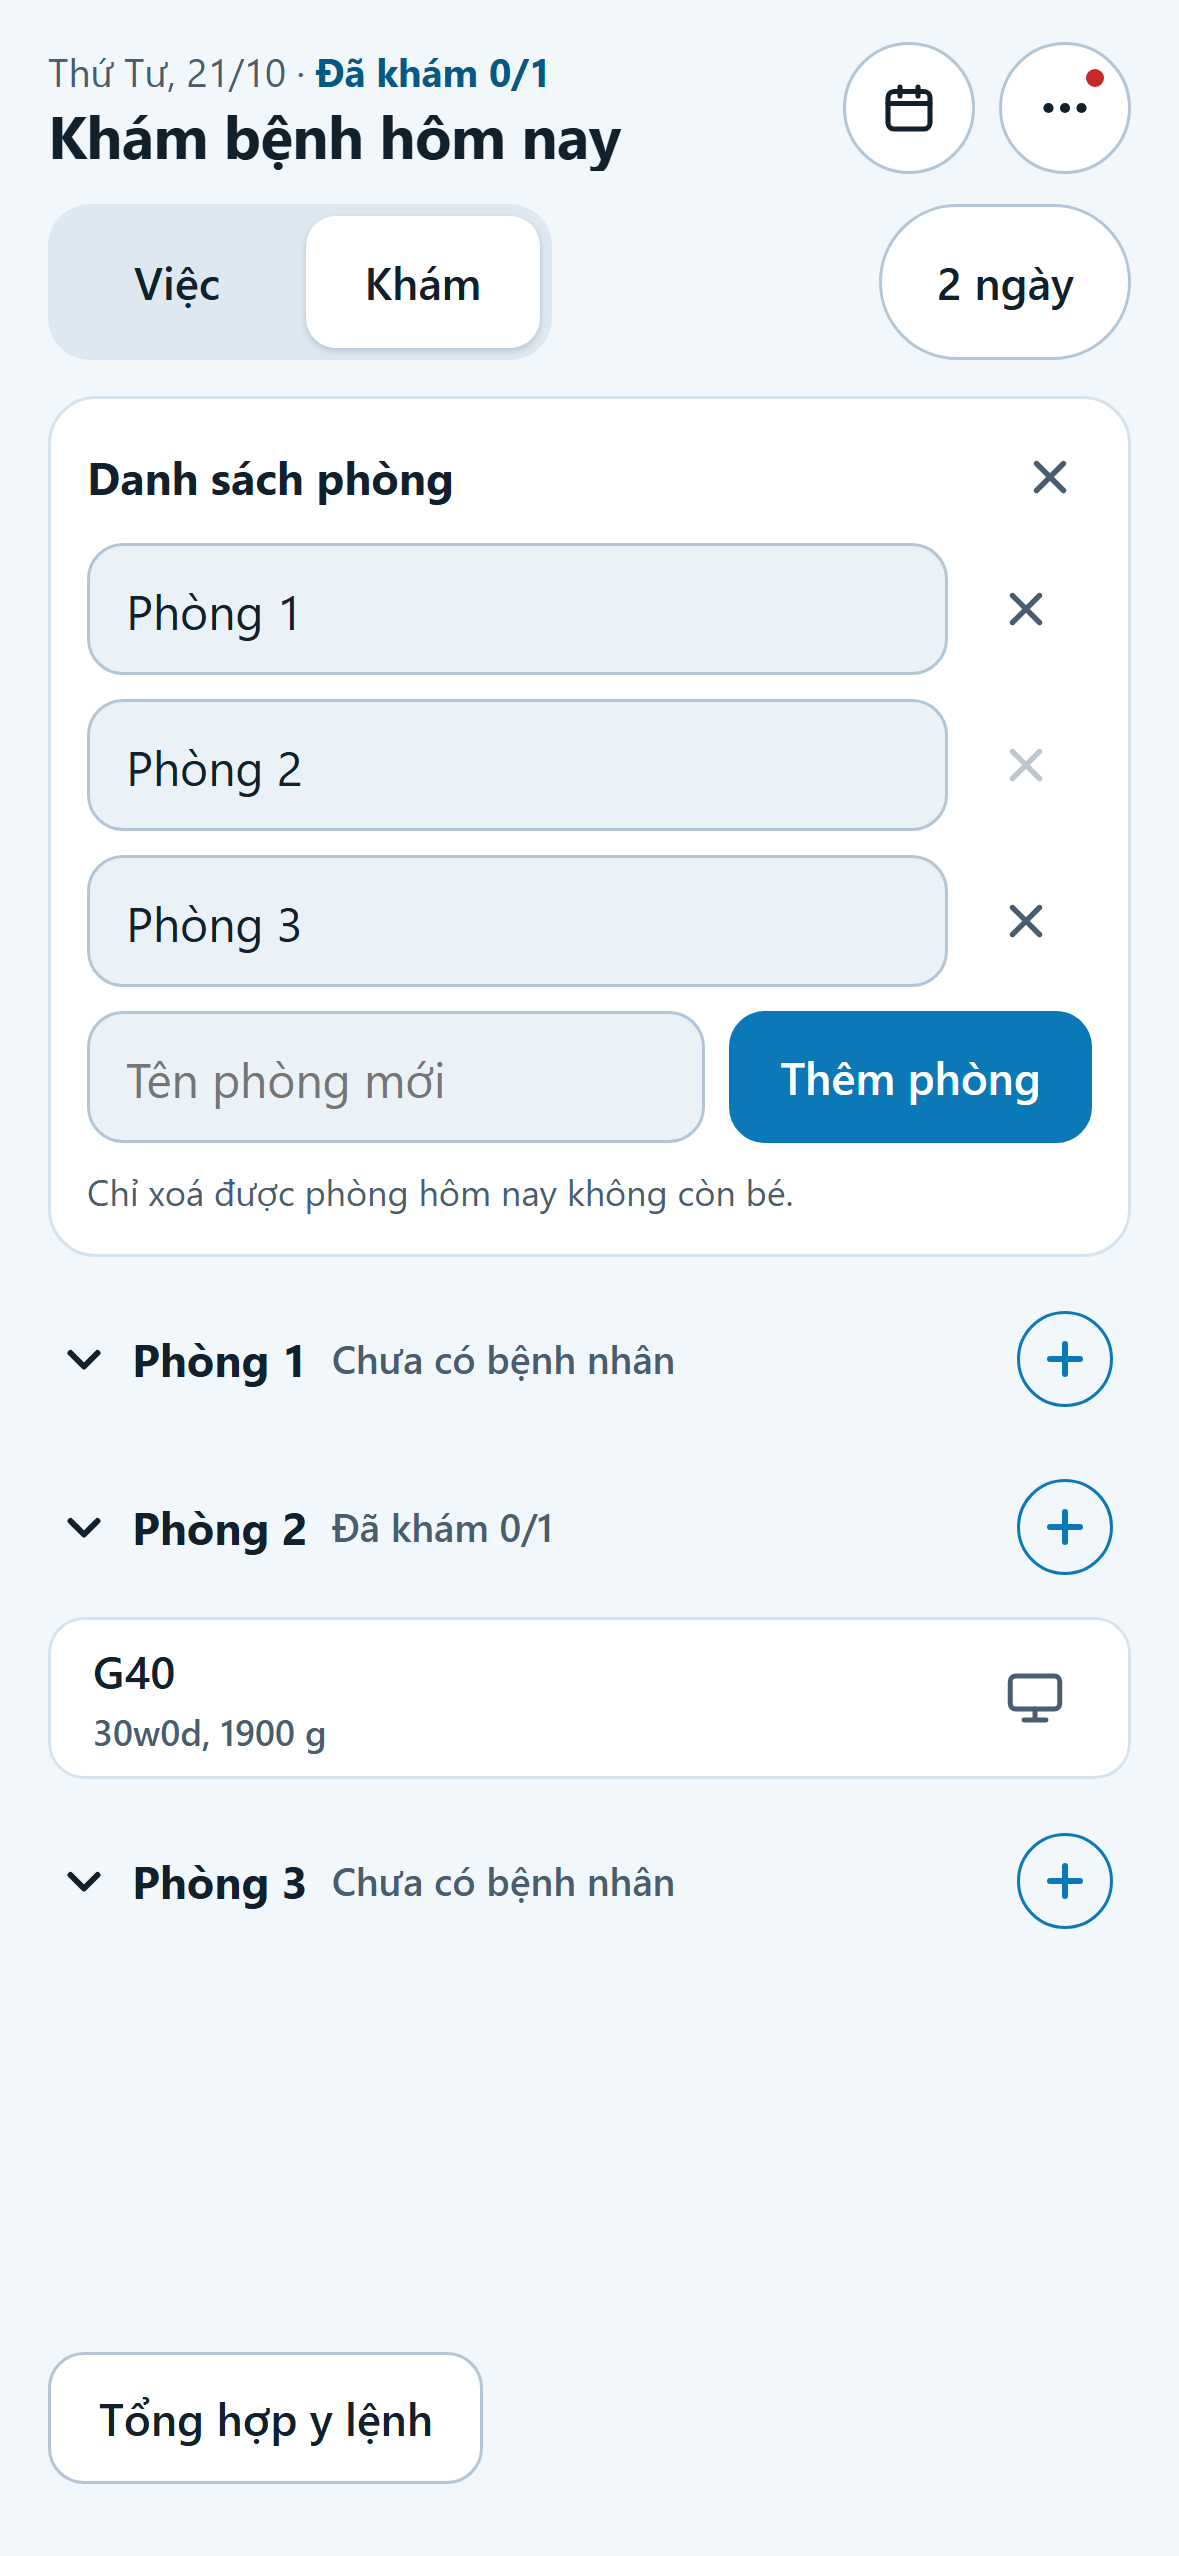 Thứ Tư, 21/10 · Đã khám 0/1
Khám bệnh hôm nay
Việc
Khám
2 ngày
Danh sách phòng
Phòng 1
Phòng 2
Phòng 3
Tên phòng mới
Thêm phòng
Chỉ xoá được phòng hôm nay không còn bé.
Phòng 1 Chưa có bệnh nhân
Phòng 2 Đã khám 0/1
G40
30w0d, 1900 g
Phòng 3 Chưa có bệnh nhân
Tổng hợp y lệnh